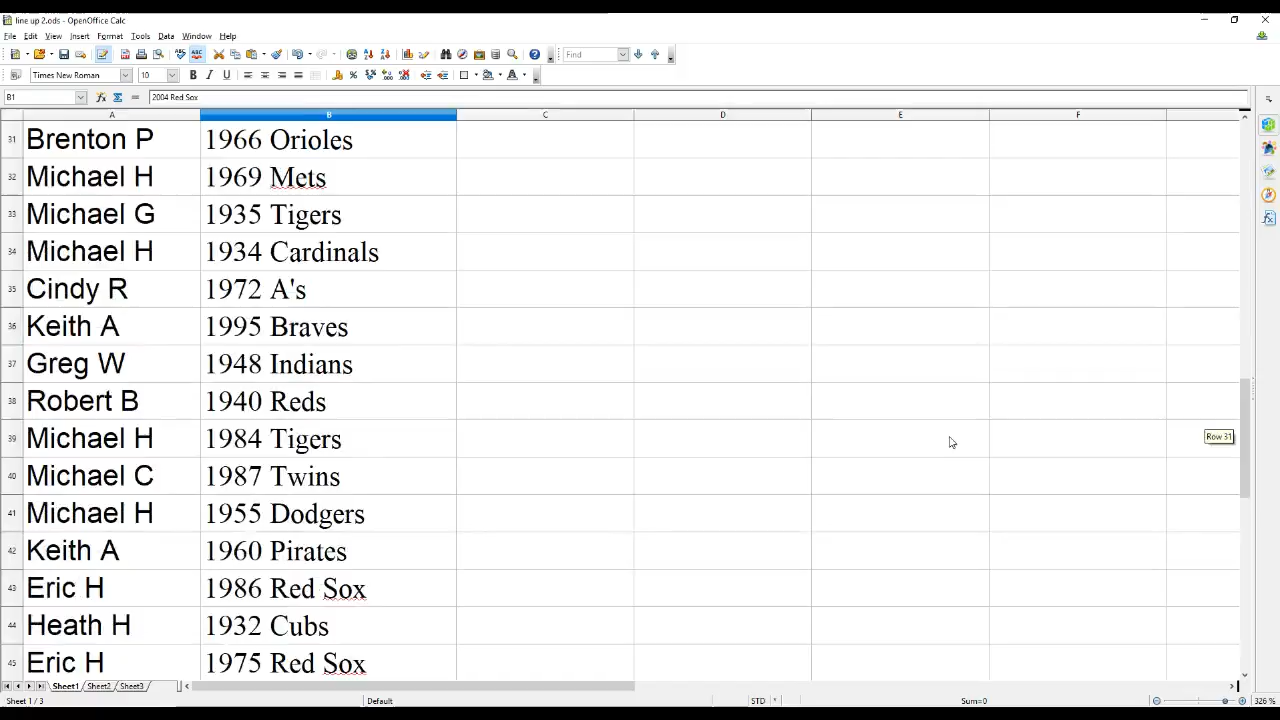 line up 2.ods - OpenOffice Calc
File Edit View Insert Format Tools Data Window Help
Times New Roman 10 Find
B1 2004 Red Sox
A B C D E F
31 Brenton P 1966 Orioles
32 Michael H 1969 Mets
33 Michael G 1935 Tigers
34 Michael H 1934 Cardinals
35 Cindy R 1972 A's
36 Keith A 1995 Braves
37 Greg W 1948 Indians
38 Robert B 1940 Reds
39 Michael H 1984 Tigers
Row 31
40 Michael C 1987 Twins
41 Michael H 1955 Dodgers
42 Keith A 1960 Pirates
43 Eric H 1986 Red Sox
44 Heath H 1932 Cubs
45 Eric H 1975 Red Sox
Sheet1 Sheet2 Sheet3
Sheet 1 / 3 Default STD * Sum=0 326 %